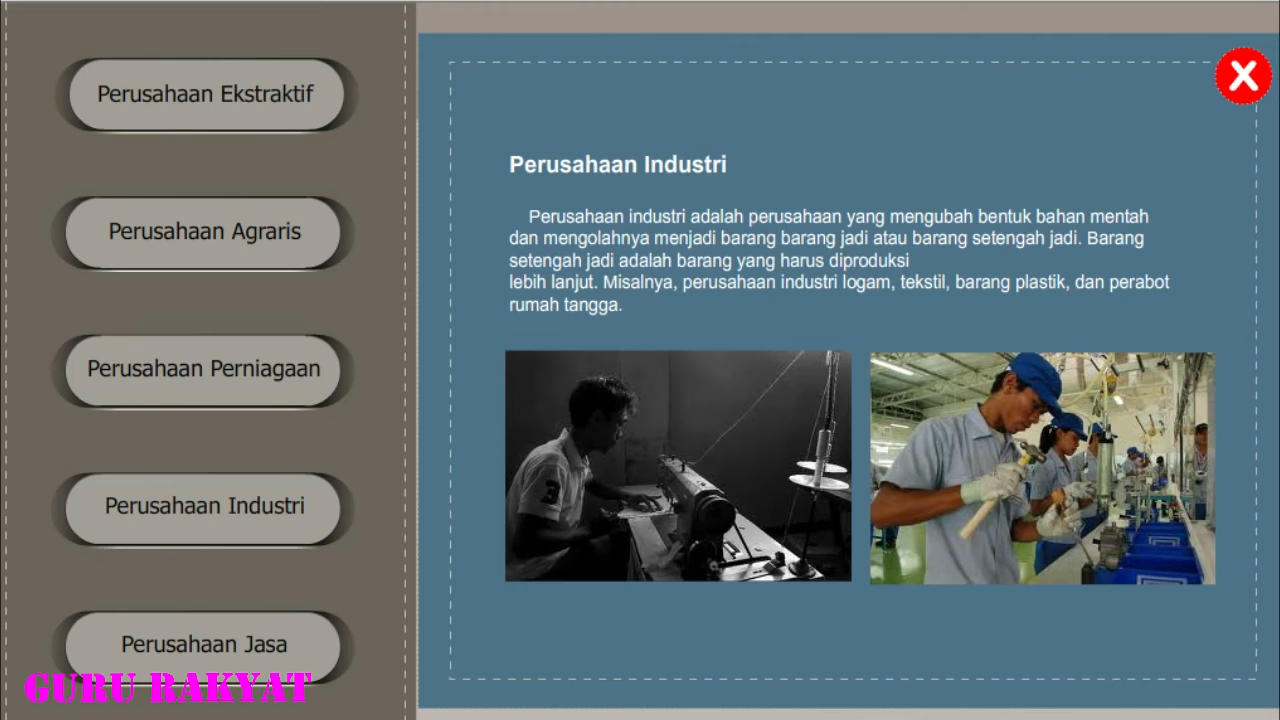 Perusahaan Ekstraktif
Perusahaan Agraris
Perusahaan Perniagaan
Perusahaan Industri
Perusahaan Jasa
GURU RAKYAT
Perusahaan Industri
Perusahaan industri adalah perusahaan yang mengubah bentuk bahan mentah
dan mengolahnya menjadi barang barang jadi atau barang setengah jadi. Barang
setengah jadi adalah barang yang harus diproduksi
lebih lanjut. Misalnya, perusahaan industri logam, tekstil, barang plastik, dan perabot
rumah tangga.
3